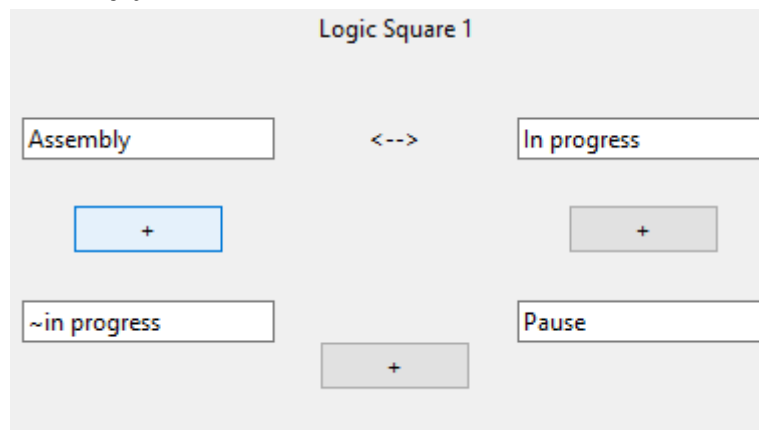 Logic Square 1
Assembly <--> In progress
+ +
~in progress Pause
+